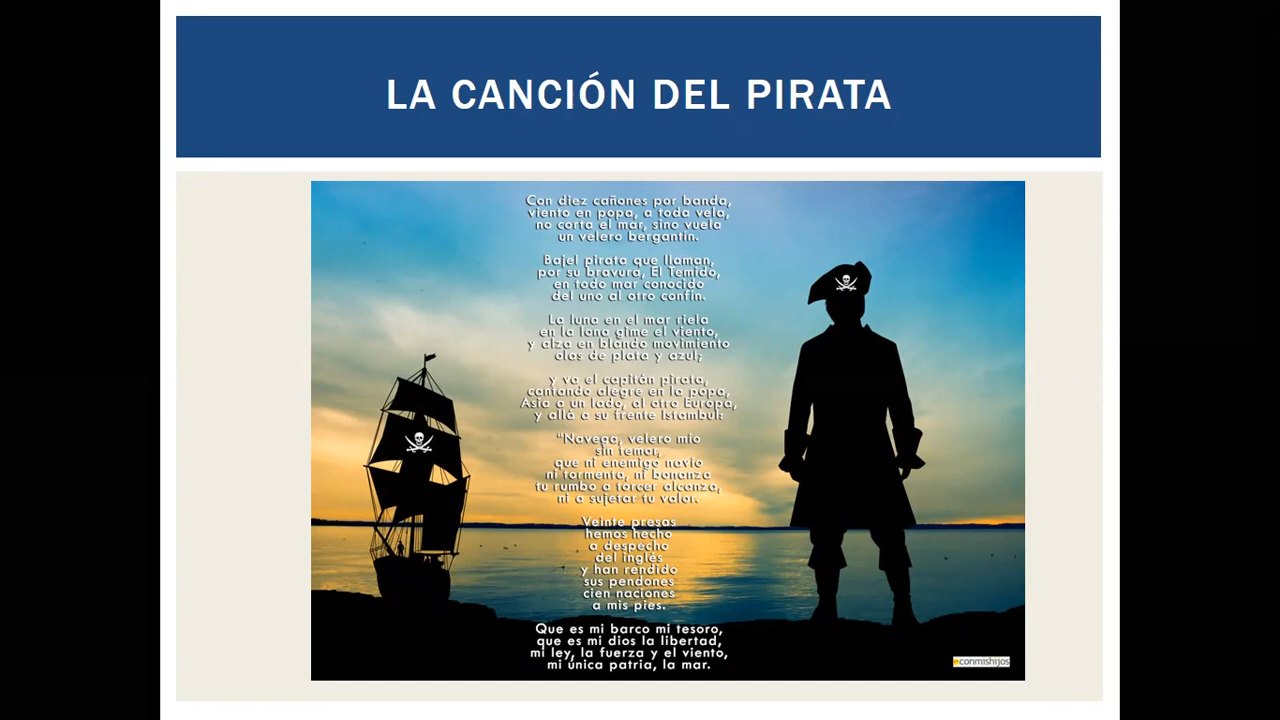 LA CANCIÓN DEL PIRATA
Con diez cañones por banda,
viento en popa, a toda vela,
no corta el mar, sino vuela
un velero bergantín.
Bajel pirata que llaman,
por su bravura, El Temido,
en todo mar conocido
del uno al otro confín.
La luna en el mar riela
en la lona gime el viento,
y alza en blando movimiento
olas de plata y azul;
y va el capitán pirata,
cantando alegre en la popa,
Asia a un lado, al otro Europa,
y allá a su frente Istambul:
"Navega, velero mío
sin temor,
que ni enemigo navío
ni tormenta, ni bonanza
tu rumbo a torcer alcanza,
ni a sujetar tu valor.
Veinte presas
hemos hecho
a despecho
del inglés
y han rendido
sus pendones
cien naciones
a mis pies.
Que es mi barco mi tesoro,
que es mi dios la libertad,
mi ley, la fuerza y el viento,
mi única patria, la mar.
conmishijos